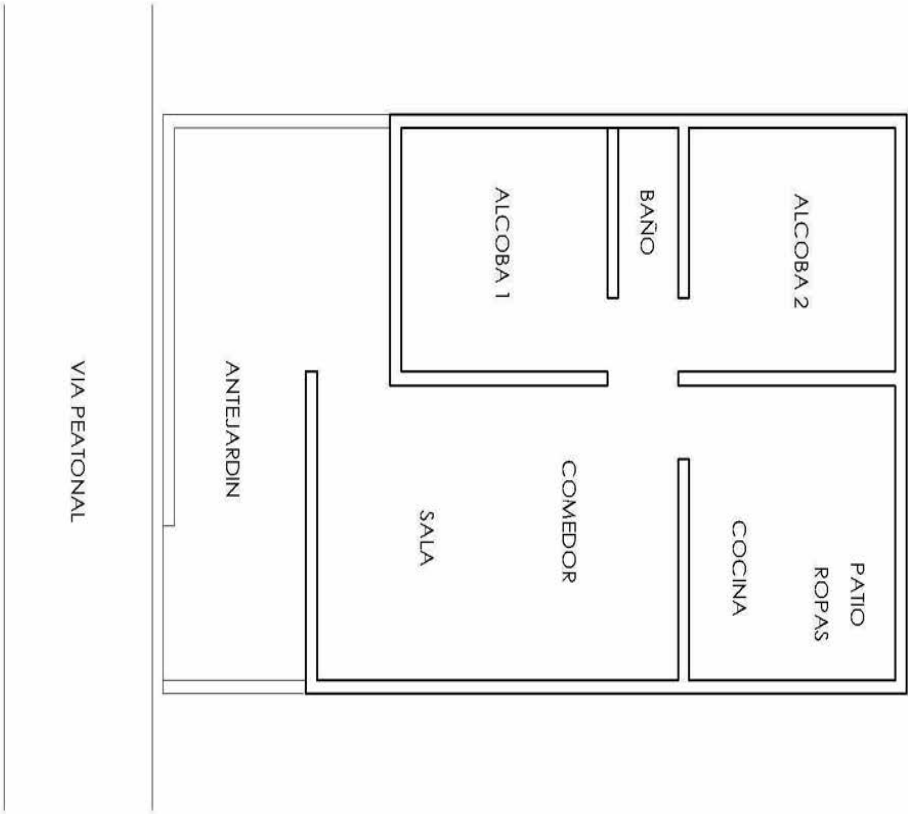 PATIO
ROPAS
ALCOBA 2
COCINA
BAÑO
COMEDOR
ALCOBA 1
SALA
ANTEJARDIN
VIA PEATONAL